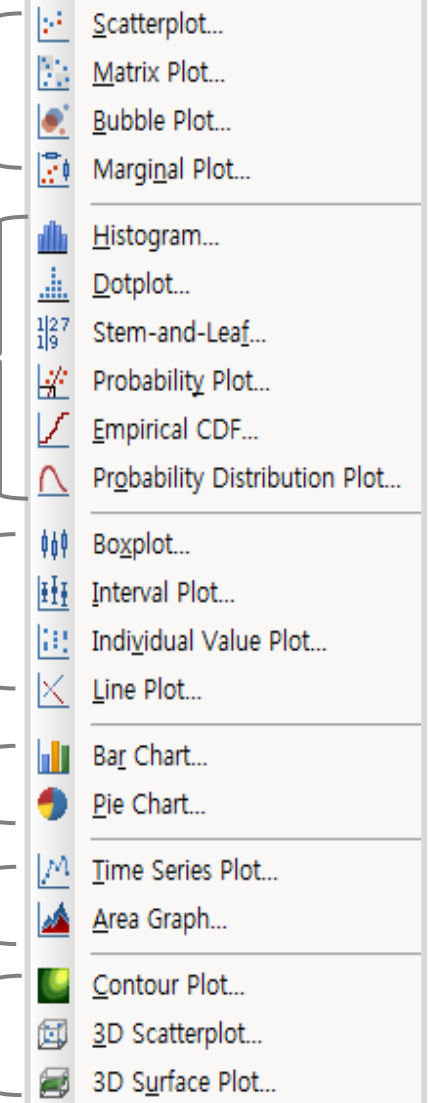 Scatterplot...
Matrix Plot...
Bubble Plot...
Marginal Plot...
Histogram...
Dotplot...
Stem-and-Leaf...
Probability Plot...
Empirical CDF...
Probability Distribution Plot...
Boxplot...
Interval Plot...
Individual Value Plot...
Line Plot...
Bar Chart...
Pie Chart...
Time Series Plot...
Area Graph...
Contour Plot...
3D Scatterplot...
3D Surface Plot...